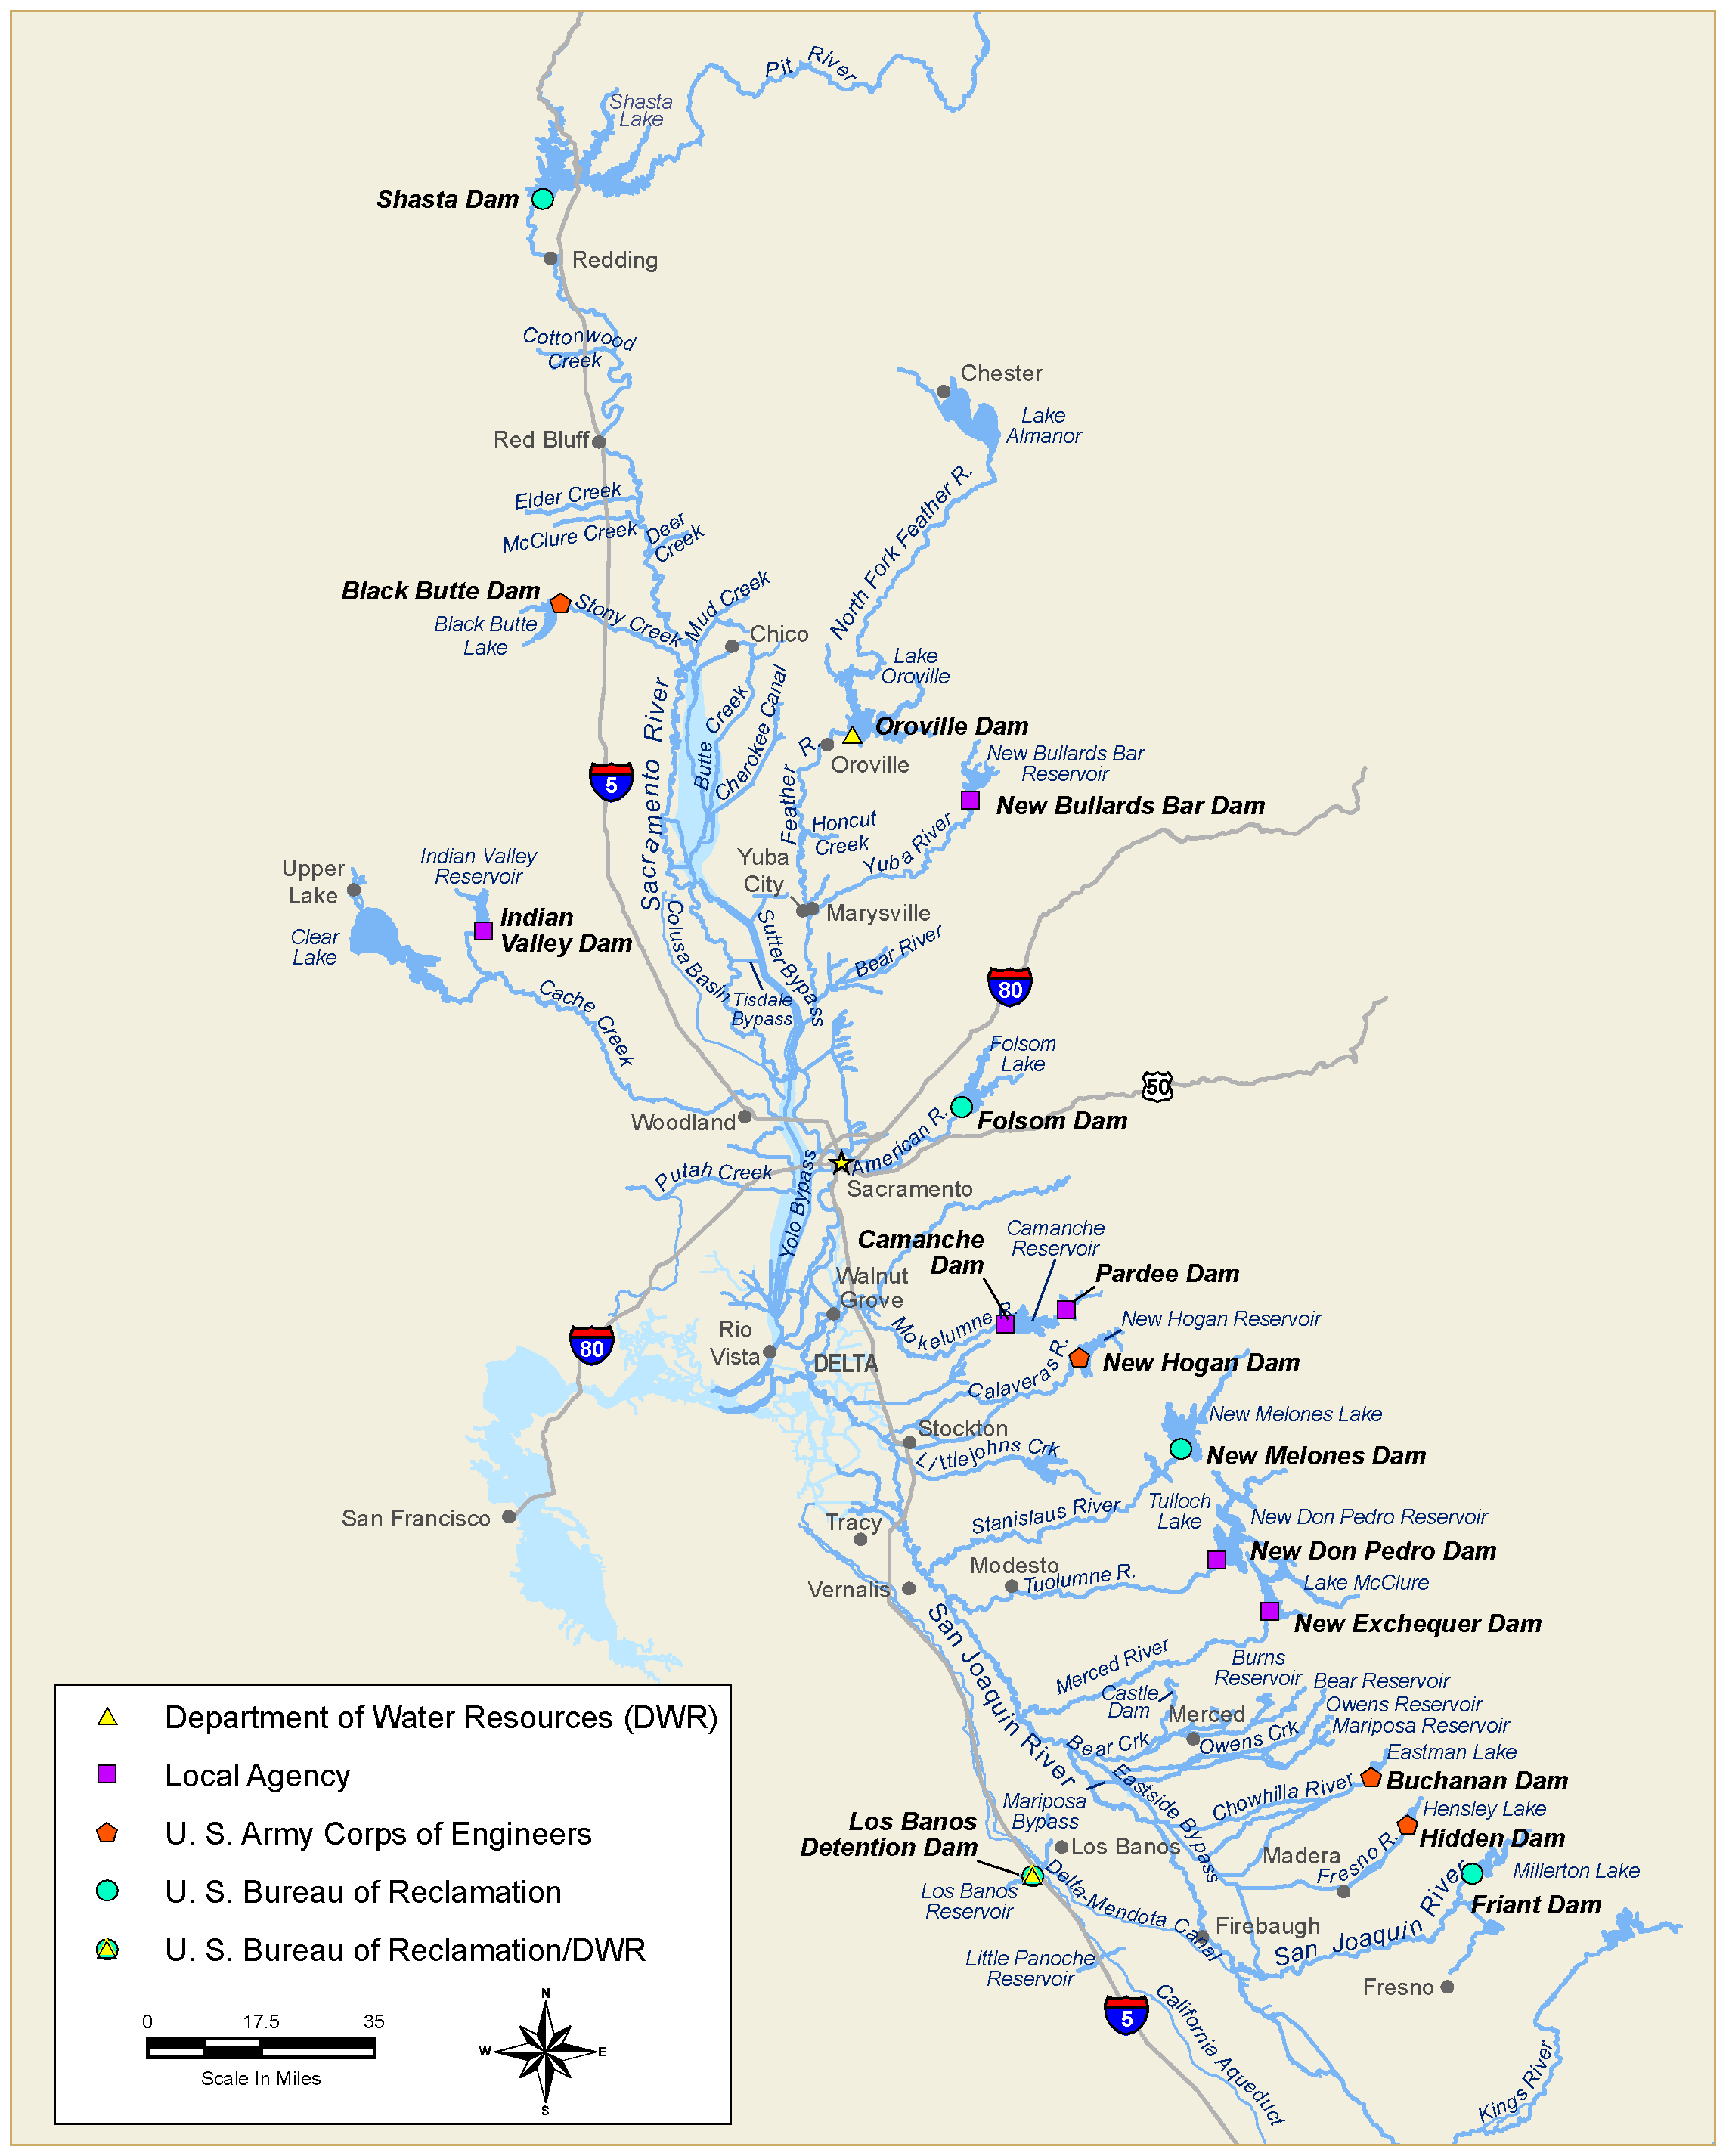 Pit River
Shasta
Lake
Shasta Dam
Redding
Cottonwood
Creek
Chester
Lake
Almanor
Red Bluff
North Fork Feather R.
Elder Creek
McClure Creek
Deer
Creek
Black Butte Dam
Black Butte
Lake
Stony Creek
Mud Creek
Chico
Lake
Oroville
Sacramento River
Butte Creek
Cherokee Canal
Oroville Dam
Feather R.
Oroville
New Bullards Bar
Reservoir
New Bullards Bar Dam
5
Honcut
Creek
Yuba River
Yuba
City
Marysville
Upper
Lake
Indian Valley
Reservoir
Indian
Valley Dam
Clear
Lake
Colusa Basin
Sutter Bypass
Bear River
Tisdale
Bypass
Cache Creek
80
Folsom
Lake
50
Folsom Dam
Woodland
American R.
Putah Creek
Sacramento
Yolo Bypass
Camanche
Dam
Camanche
Reservoir
Pardee Dam
Walnut
Grove
Mokelumne R.
New Hogan Reservoir
80
Rio
Vista
DELTA
New Hogan Dam
Calaveras R.
New Melones Lake
Stockton
Littlejohns Crk
New Melones Dam
San Francisco
Tracy
Stanislaus River
Tulloch
Lake
New Don Pedro Reservoir
New Don Pedro Dam
Modesto
Vernalis
Tuolumne R.
Lake McClure
New Exchequer Dam
San Joaquin River
Merced River
Burns
Reservoir
Bear Reservoir
Castle
Dam
Owens Reservoir
Merced
Mariposa Reservoir
Bear Crk
Owens Crk
Eastman Lake
Buchanan Dam
Eastside Bypass
Chowhilla River
Mariposa
Bypass
Hensley Lake
Los Banos
Detention Dam
Los Banos
Hidden Dam
Madera
Fresno R.
Millerton Lake
Los Banos
Reservoir
Delta-Mendota Canal
Friant Dam
Firebaugh
San Joaquin River
Little Panoche
Reservoir
Fresno
5
California Aqueduct
Kings River
Department of Water Resources (DWR)
Local Agency
U. S. Army Corps of Engineers
U. S. Bureau of Reclamation
U. S. Bureau of Reclamation/DWR
0 17.5 35
Scale In Miles
N
W E
S